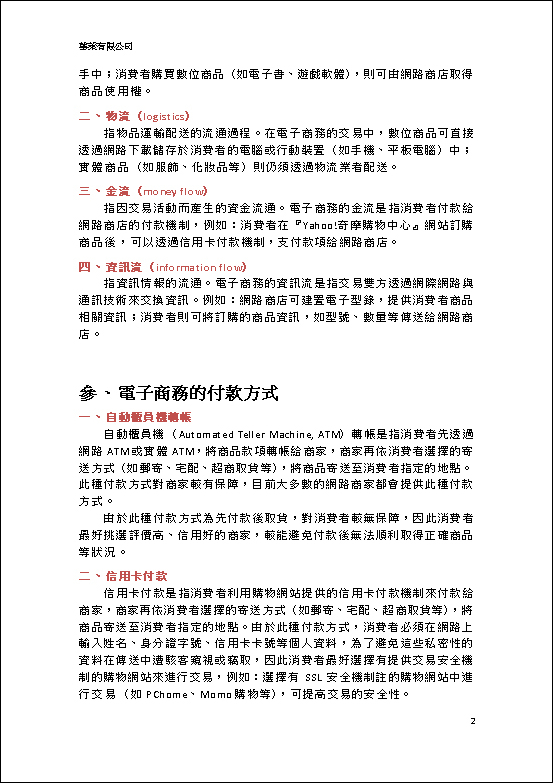 華榮有限公司
手中；消費者購買數位商品（如電子書、遊戲軟體），則可由網路商店取得
商品使用權。
二、物流（logistics）
指物品運輸配送的流通過程。在電子商務的交易中，數位商品可直接
透過網路下載儲存於消費者的電腦或行動裝置（如手機、平板電腦）中；
實體商品（如服飾、化妝品等）則仍須透過物流業者配送。
三、金流（money flow）
指因交易活動而產生的資金流通。電子商務的金流是指消費者付款給
網路商店的付款機制，例如：消費者在『Yahoo!奇摩購物中心』網站訂購
商品後，可以透過信用卡付款機制，支付款項給網路商店。
四、資訊流（information flow）
指資訊情報的流通。電子商務的資訊流是指交易雙方透過網際網路與
通訊技術來交換資訊。例如：網路商店可建置電子型錄，提供消費者商品
相關資訊；消費者則可將訂購的商品資訊，如型號、數量等傳送給網路商
店。
參、電子商務的付款方式
一、自動櫃員機轉帳
自動櫃員機（Automated Teller Machine, ATM）轉帳是指消費者先透過
網路 ATM 或實體 ATM，將商品款項轉帳給商家，商家再依消費者選擇的寄
送方式（如郵寄、宅配、超商取貨等），將商品寄送至消費者指定的地點。
此種付款方式對商家較有保障，目前大多數的網路商家都會提供此種付款
方式。
由於此種付款方式為先付款後取貨，對消費者較無保障，因此消費者
最好挑選評價高、信用好的商家，較能避免付款後無法順利取得正確商品
等狀況。
二、信用卡付款
信用卡付款是指消費者利用購物網站提供的信用卡付款機制來付款給
商家，商家再依消費者選擇的寄送方式（如郵寄、宅配、超商取貨等），將
商品寄送至消費者指定的地點。由於此種付款方式，消費者必須在網路上
輸入姓名、身分證字號、信用卡卡號等個人資料，為了避免這些私密性的
資料在傳送中遭駭客窺視或竊取，因此消費者最好選擇有提供交易安全機
制的購物網站來進行交易，例如：選擇有 SSL 安全機制註的購物網站中進
行交易（如 PChome、Momo 購物等），可提高交易的安全性。
2